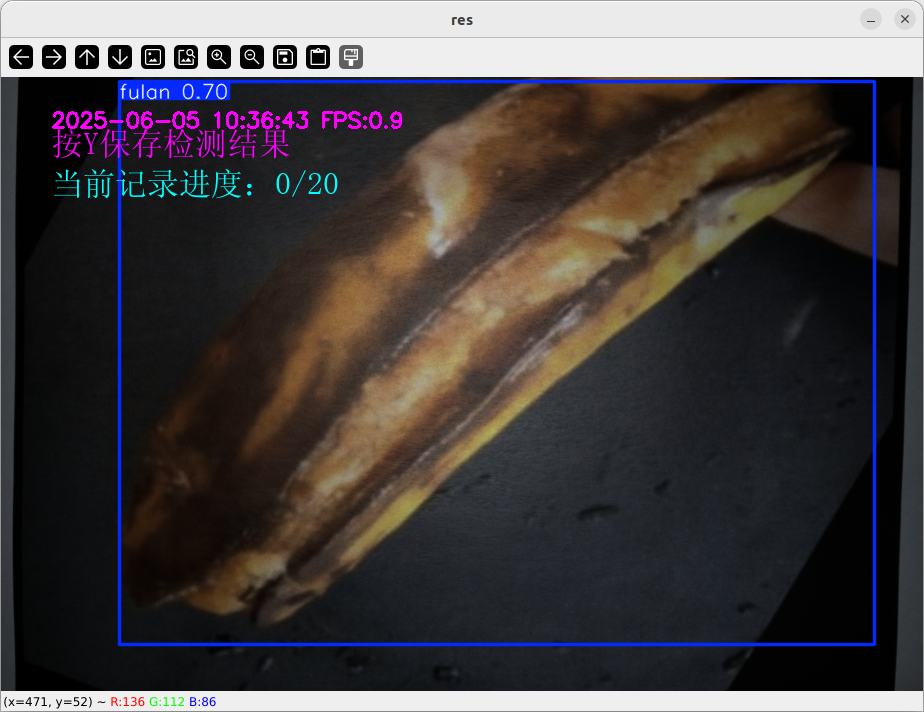 res
fulan 0.70
2025-06-05 10:36:43 FPS:0.9
按Y保存检测结果
当前记录进度：0/20
(x=471, y=52) ~ R:136 G:112 B:86